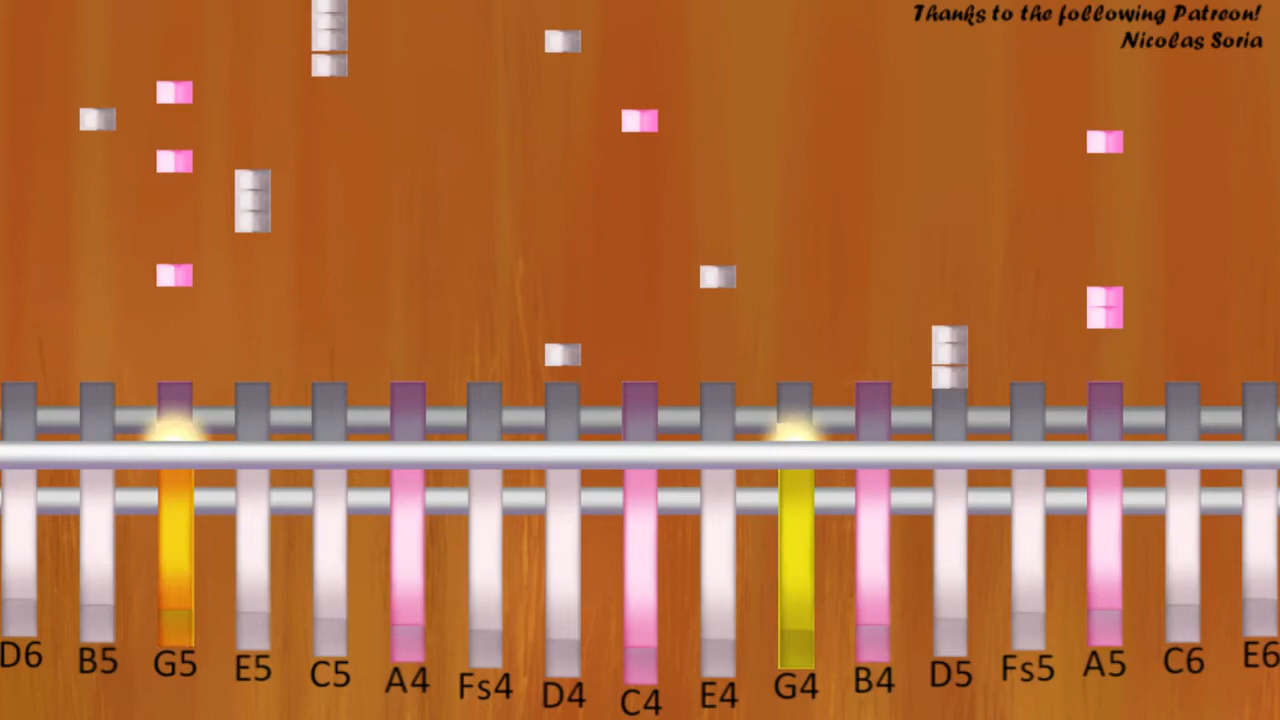 Thanks to the following Patreon!
Nicolas Soria
D6 B5 G5 E5 C5 A4 Fs4 D4 C4 E4 G4 B4 D5 Fs5 A5 C6 E6